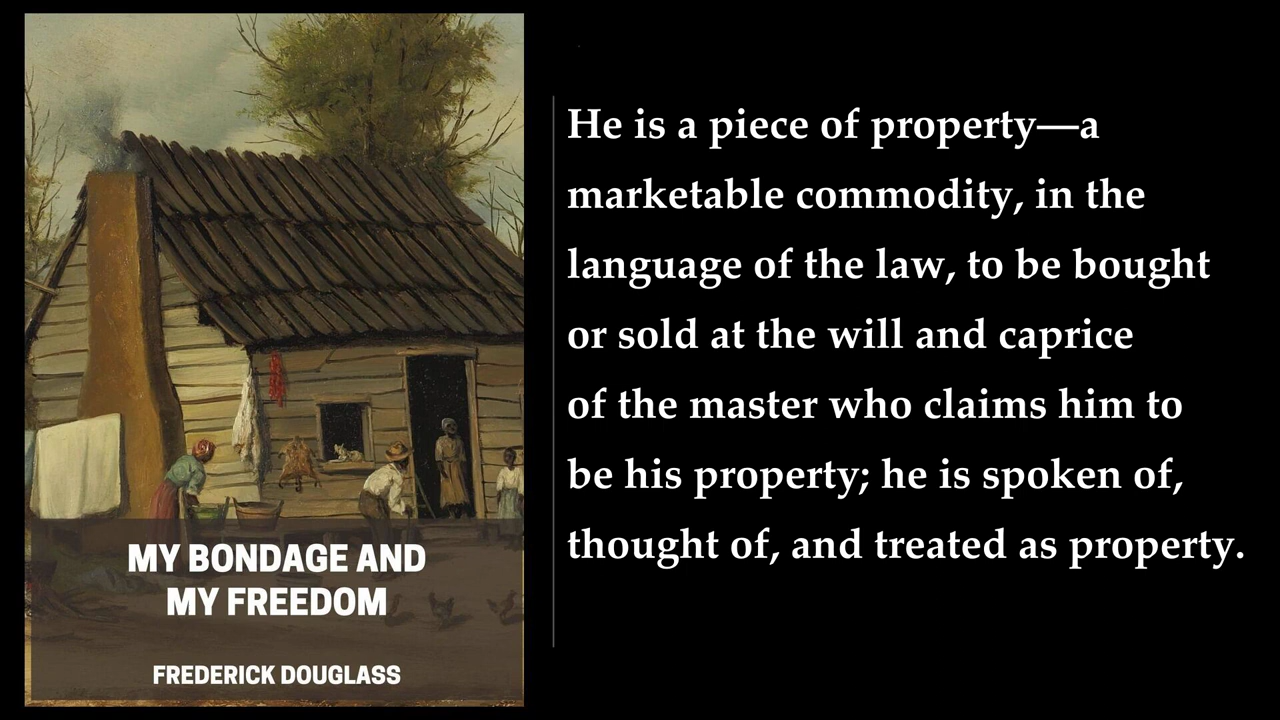 MY BONDAGE AND
MY FREEDOM
FREDERICK DOUGLASS
He is a piece of property—a
marketable commodity, in the
language of the law, to be bought
or sold at the will and caprice
of the master who claims him to
be his property; he is spoken of,
thought of, and treated as property.